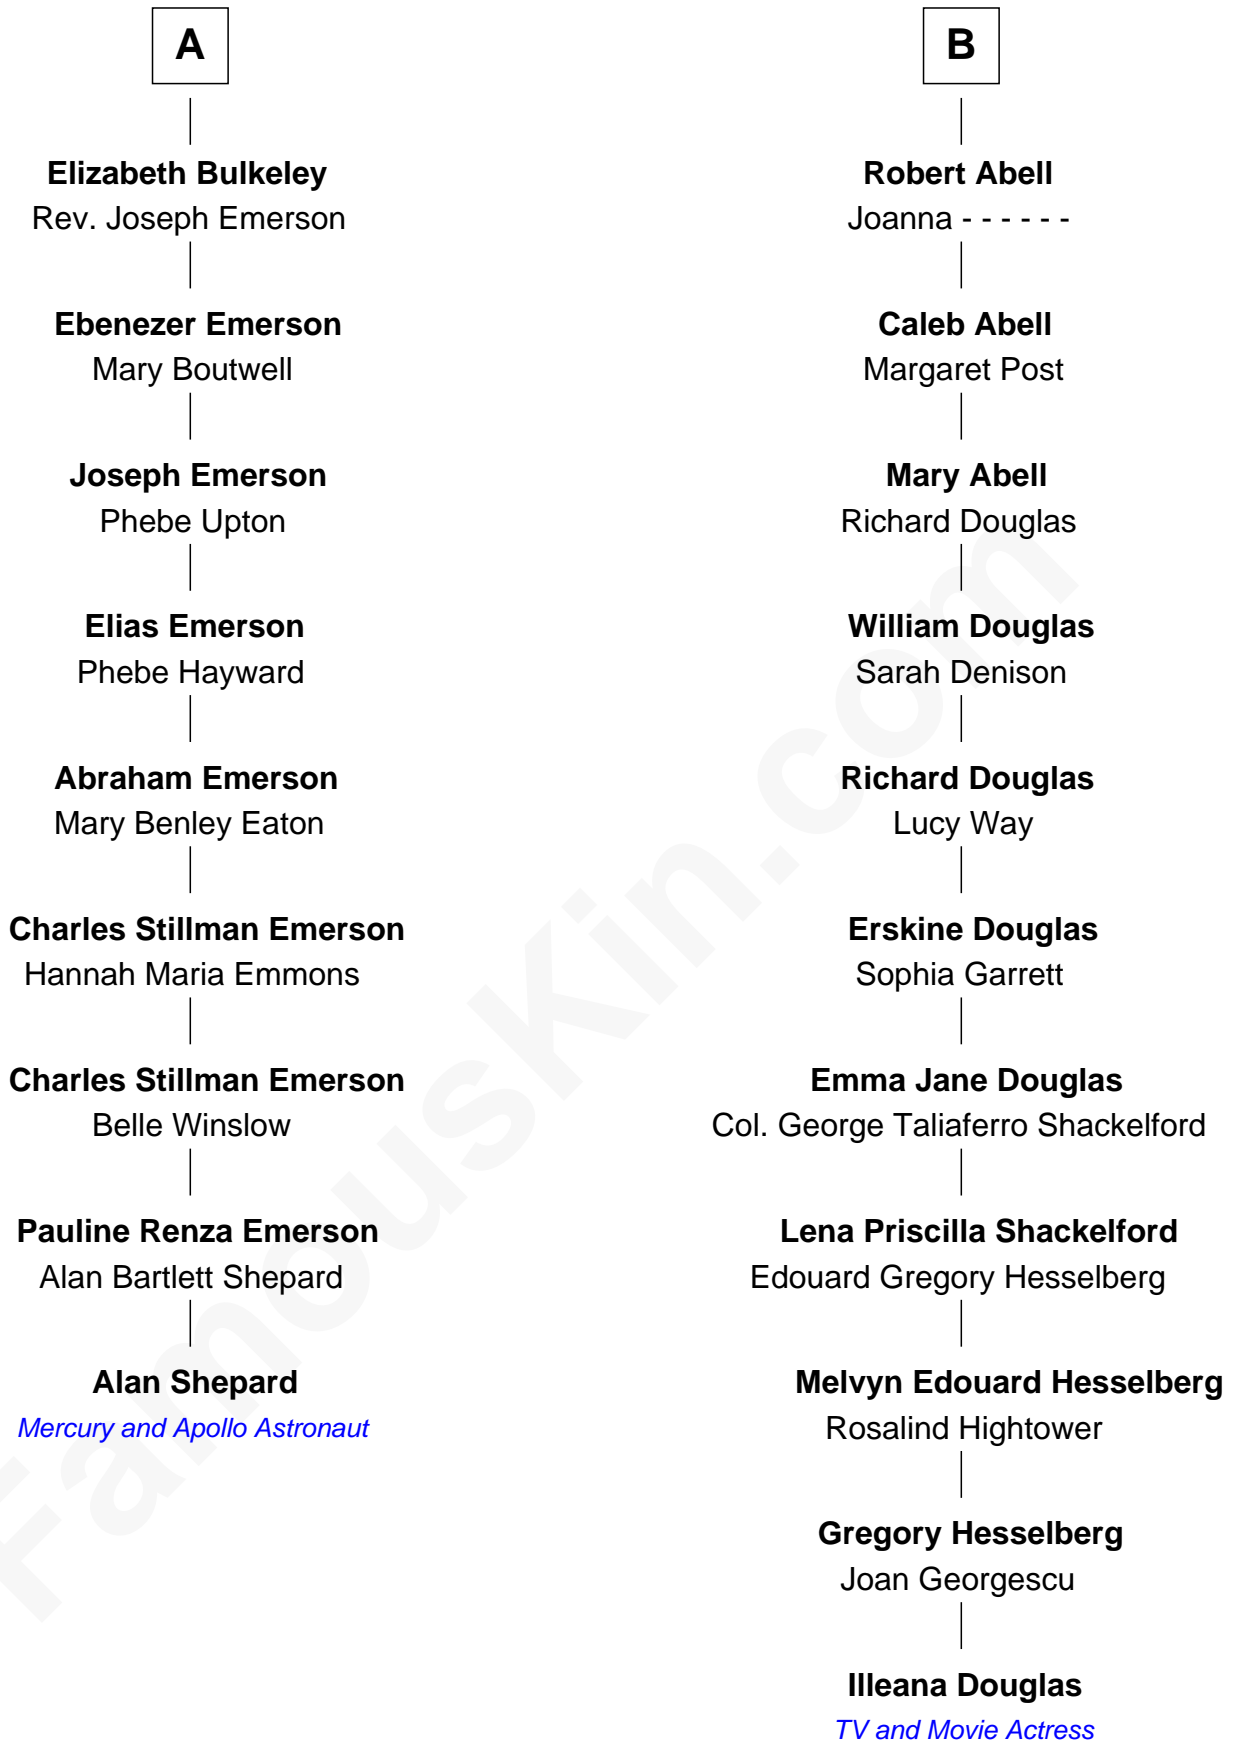 A
Elizabeth Bulkeley
Rev. Joseph Emerson
Ebenezer Emerson
Mary Boutwell
Joseph Emerson
Phebe Upton
Elias Emerson
Phebe Hayward
Abraham Emerson
Mary Benley Eaton
Charles Stillman Emerson
Hannah Maria Emmons
Charles Stillman Emerson
Belle Winslow
Pauline Renza Emerson
Alan Bartlett Shepard
Alan Shepard
Mercury and Apollo Astronaut
B
Robert Abell
Joanna - - - - - -
Caleb Abell
Margaret Post
Mary Abell
Richard Douglas
William Douglas
Sarah Denison
Richard Douglas
Lucy Way
Erskine Douglas
Sophia Garrett
Emma Jane Douglas
Col. George Taliaferro Shackelford
Lena Priscilla Shackelford
Edouard Gregory Hesselberg
Melvyn Edouard Hesselberg
Rosalind Hightower
Gregory Hesselberg
Joan Georgescu
Illeana Douglas
TV and Movie Actress
FamousKin.com